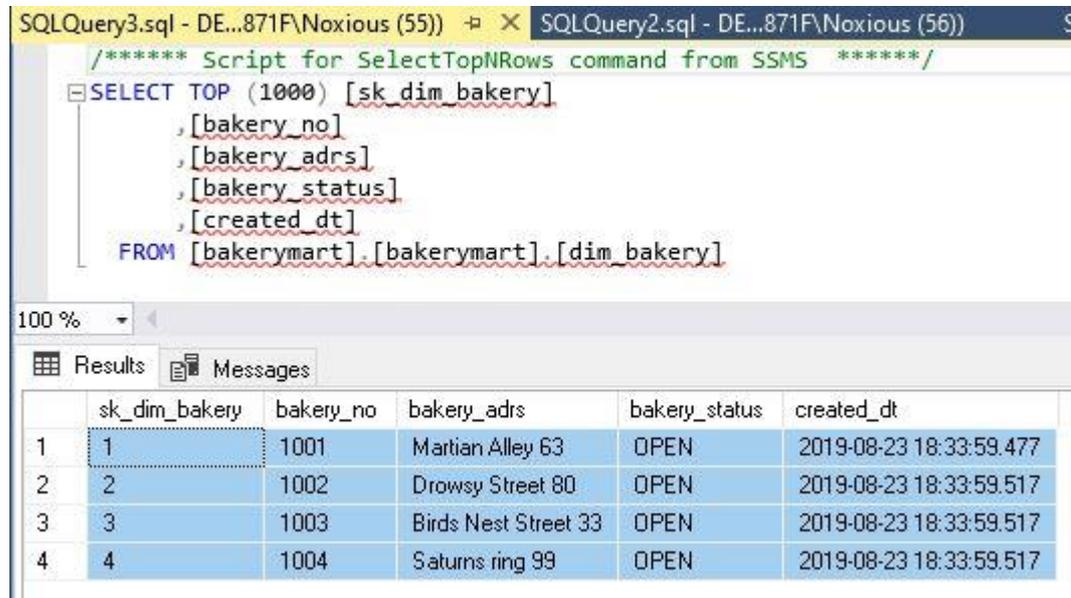 SQLQuery3.sql - DE...871F\Noxious (55)) SQLQuery2.sql - DE...871F\Noxious (56))
/****** Script for SelectTopNRows command from SSMS  ******/
SELECT TOP (1000) [sk_dim_bakery]
,[bakery_no]
,[bakery_adrs]
,[bakery_status]
,[created_dt]
FROM [bakerymart].[bakerymart].[dim_bakery]
100 %
Results Messages
sk_dim_bakery bakery_no bakery_adrs bakery_status created_dt
1 1 1001 Martian Alley 63 OPEN 2019-08-23 18:33:59.477
2 2 1002 Drowsy Street 80 OPEN 2019-08-23 18:33:59.517
3 3 1003 Birds Nest Street 33 OPEN 2019-08-23 18:33:59.517
4 4 1004 Saturns ring 99 OPEN 2019-08-23 18:33:59.517